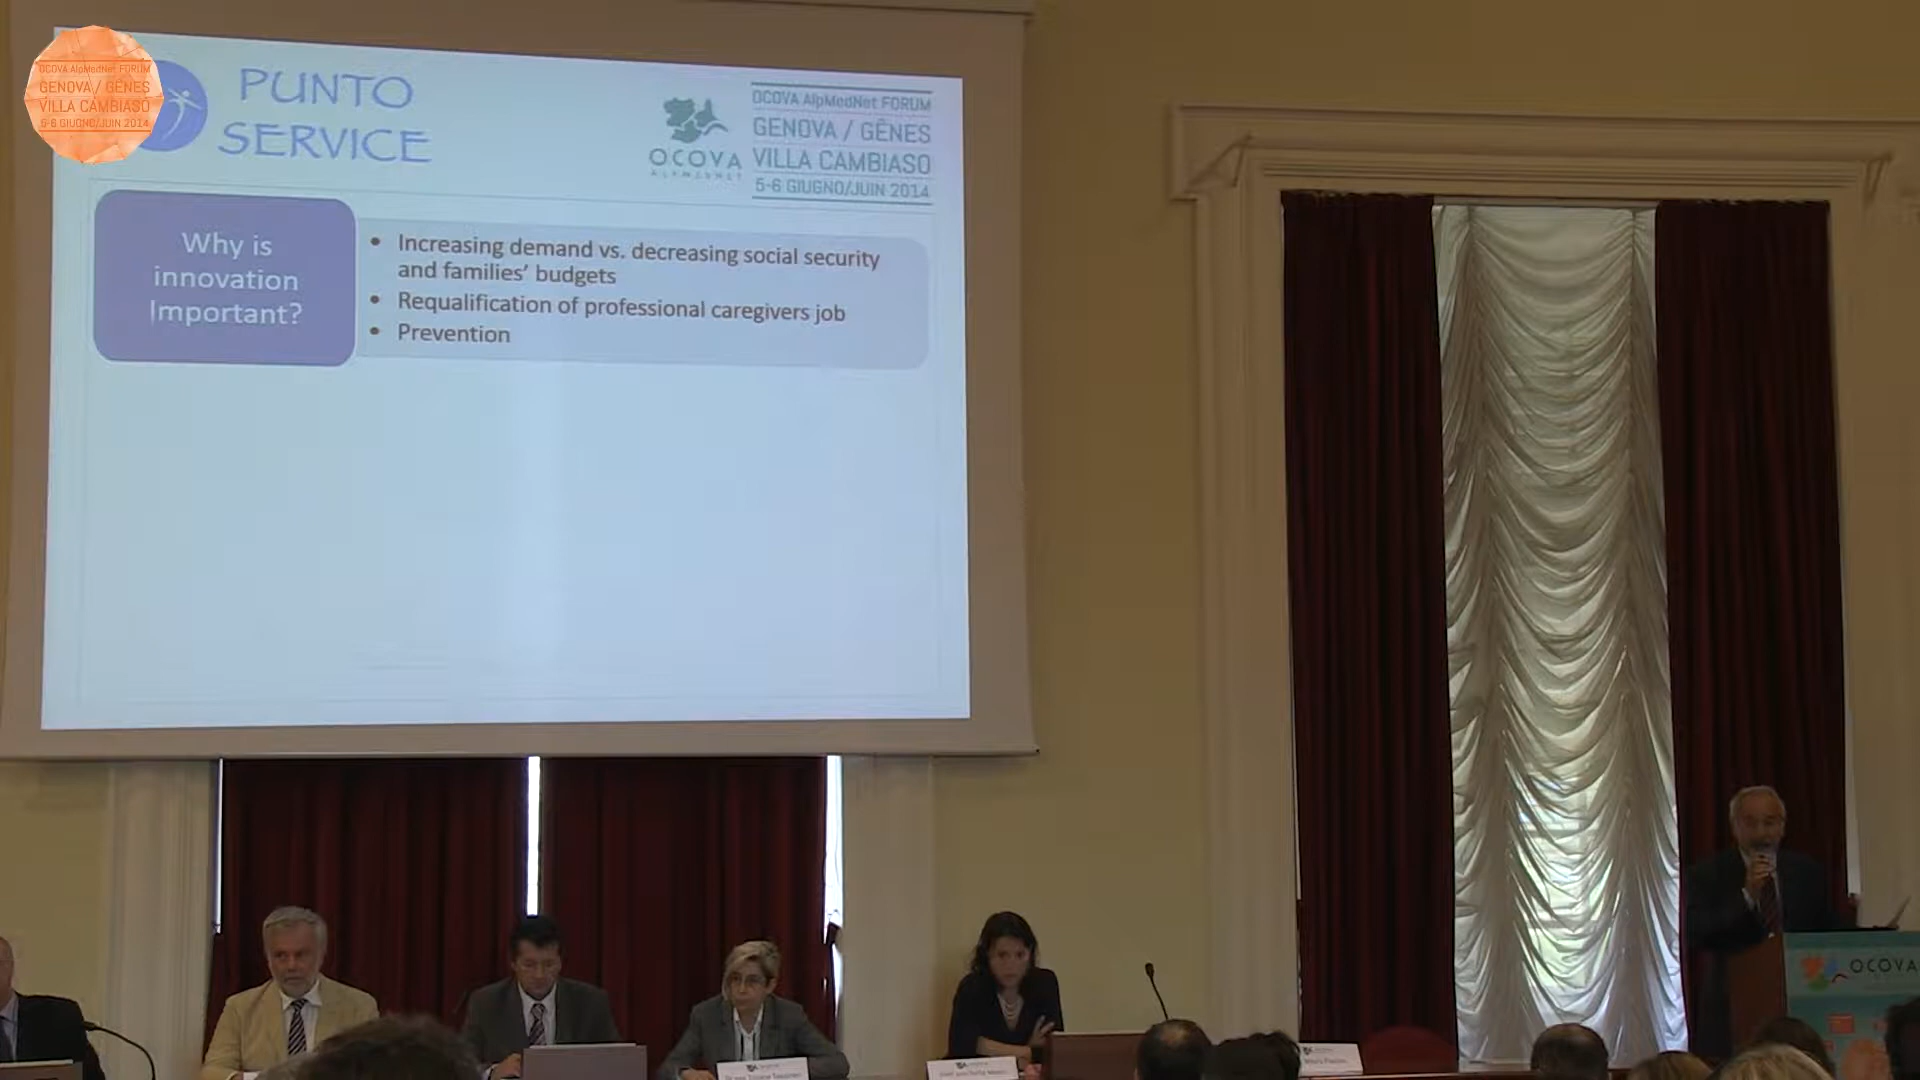 OCOVA AlpMedNet FORUM
GENOVA / GÊNES
VILLA CAMBIASO
5-6 GIUGNO/JUIN 2014
PUNTO
SERVICE
OCOVA
ALPMEDNET
OCOVA AlpMedNet FORUM
GENOVA / GÊNES
VILLA CAMBIASO
5-6 GIUGNO/JUIN 2014
Why is
innovation
Important?
• Increasing demand vs. decreasing social security
and families’ budgets
• Requalification of professional caregivers job
• Prevention
OCOVA